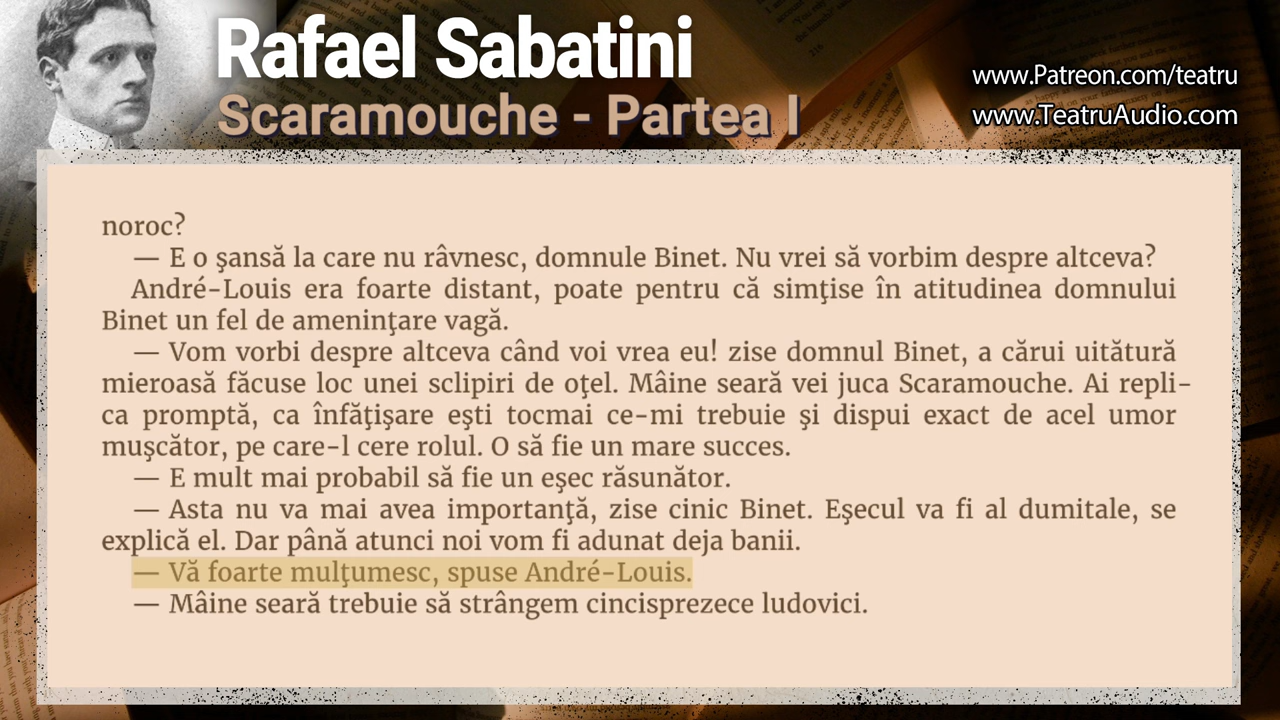 Rafael Sabatini
Scaramouche - Partea I
www.Patreon.com/teatru
www.TeatruAudio.com
noroc?
— E o şansă la care nu râvnesc, domnule Binet. Nu vrei să vorbim despre altceva?
André-Louis era foarte distant, poate pentru că simţise în atitudinea domnului
Binet un fel de ameninţare vagă.
— Vom vorbi despre altceva când voi vrea eu! zise domnul Binet, a cărui uitătură
mieroasă făcuse loc unei sclipiri de oţel. Mâine seară vei juca Scaramouche. Ai repli-
ca promptă, ca înfăţişare eşti tocmai ce-mi trebuie şi dispui exact de acel umor
muşcător, pe care-l cere rolul. O să fie un mare succes.
— E mult mai probabil să fie un eşec răsunător.
— Asta nu va mai avea importanţă, zise cinic Binet. Eşecul va fi al dumitale, se
explică el. Dar până atunci noi vom fi adunat deja banii.
— Vă foarte mulţumesc, spuse André-Louis.
— Mâine seară trebuie să strângem cincisprezece ludovici.